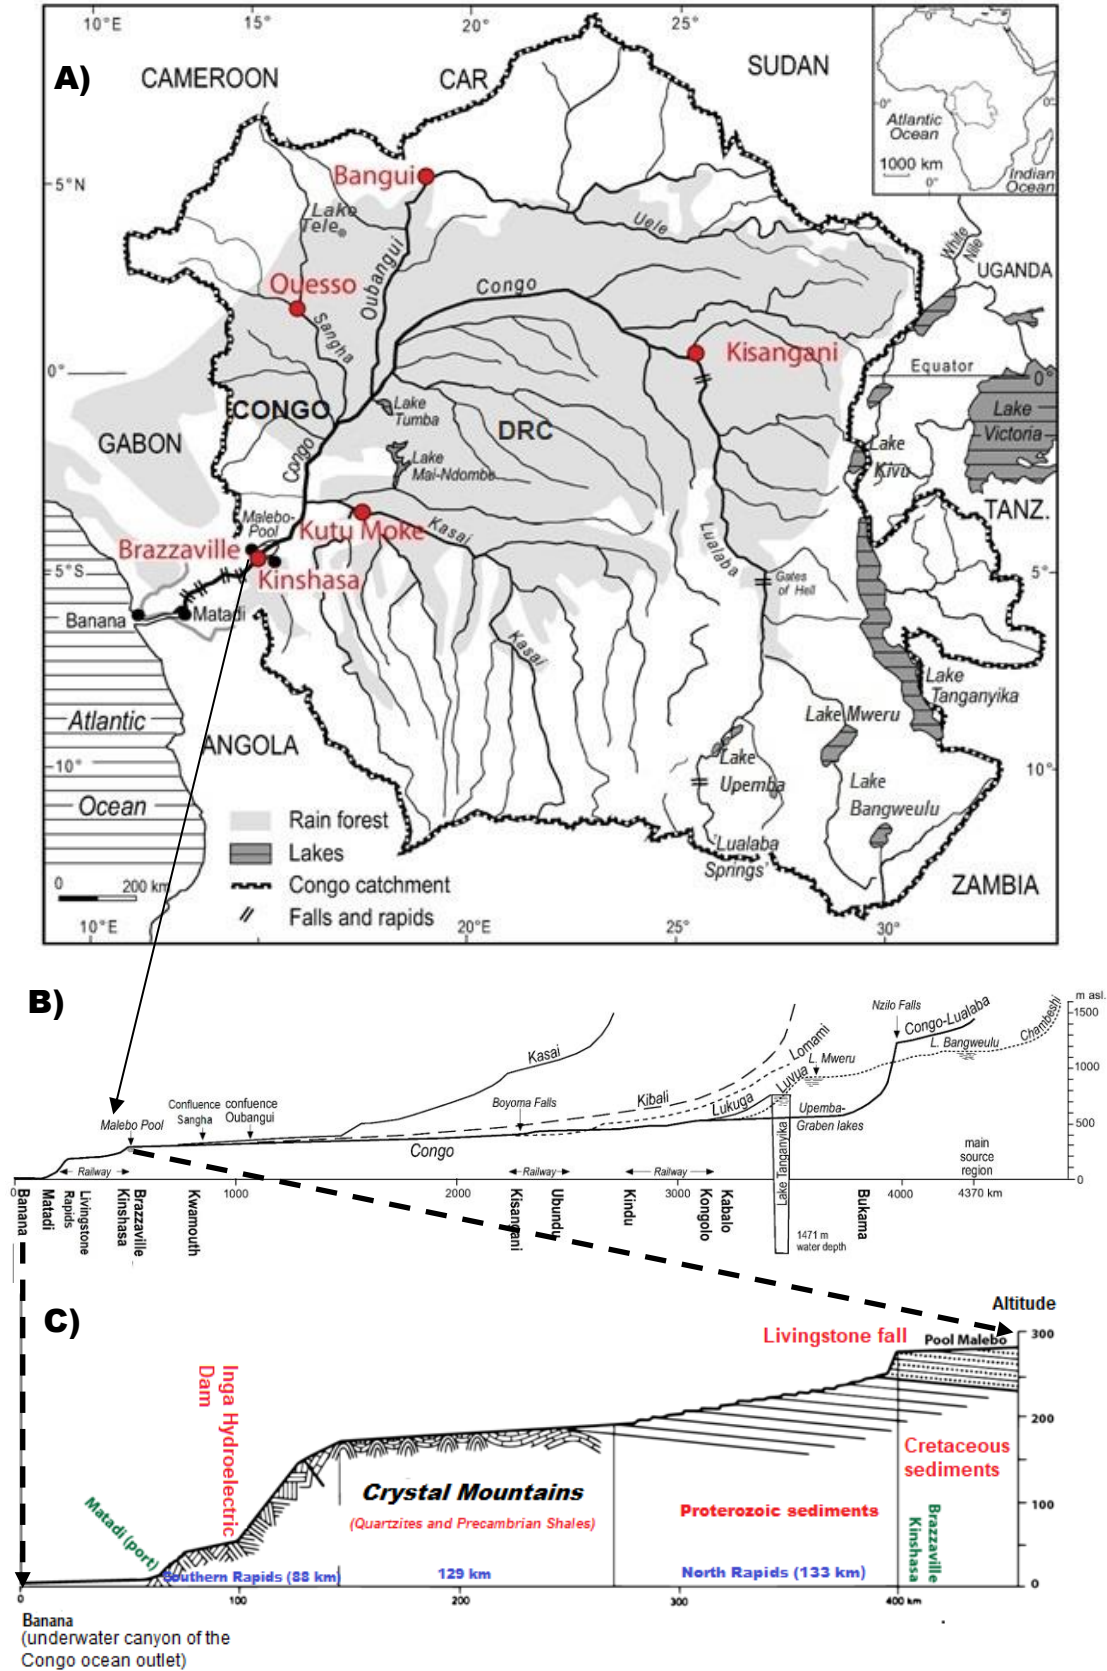 10°E
15°
20°
25°
A)
CAMEROON
CAR
SUDAN
0°
0°
Atlantic
Ocean
1000 km
0°
Indian
Ocean
5°N
Bangui
Lake
Tele
Uele
White
Nile
UGANDA
Ouesso
Oubangui
Congo
Sangha
Kisangani
Equator
0°
0°
CONGO
Lake
Tumba
DRC
Lake
Victoria
GABON
Congo
Lake
Mai-Ndombe
Lake
Kivu
Malebo-
Pool
Kutu Moke
Kasai
TANZ.
Brazzaville
Kinshasa
Lualaba
5°S
5°
Gates
of Hell
Banana
Matadi
Kasai
Lake
Tanganyika
Atlantic
ANGOLA
Lake Mweru
10°
Lake
Upemba
10°
Ocean
Lake
Bangweulu
Rain forest
Lakes
'Lualaba
Springs'
0
200 km
Congo catchment
ZAMBIA
Falls and rapids
10°E
15°
20°E
25°
30°
B)
m asl.
Nzilo Falls
Congo-Lualaba
1500
Chambeshi
Kasai
Lomami
L. Bangweulu
L. Mweru
1000
Luvua
Confluence
Sangha
confluence
Oubangui
Boyoma Falls
Kibali
Lukuga
Malebo Pool
Upemba-
Graben lakes
500
Congo
Railway
Railway
Railway
Lake Tanganyika
main
source
region
0
1000
2000
3000
4000
4370 km
0
Banana
Matadi
Rapids
Livingstone
Kinshasa
Brazzaville
Kwamouth
Kisangani
Ubundu
Kindu
Kongolo
Kabalo
Bukama
1471 m
water depth
C)
Altitude
Livingstone fall
Pool Malebo
300
Inga Hydroelectric
Dam
200
Cretaceous
sediments
Crystal Mountains
(Quartzites and Precambrian Shales)
Proterozoic sediments
100
Matadi (port)
Brazzaville
Kinshasa
Southern Rapids (88 km)
129 km
North Rapids (133 km)
0
0
100
200
300
400 km
Banana
(underwater canyon of the
Congo ocean outlet)